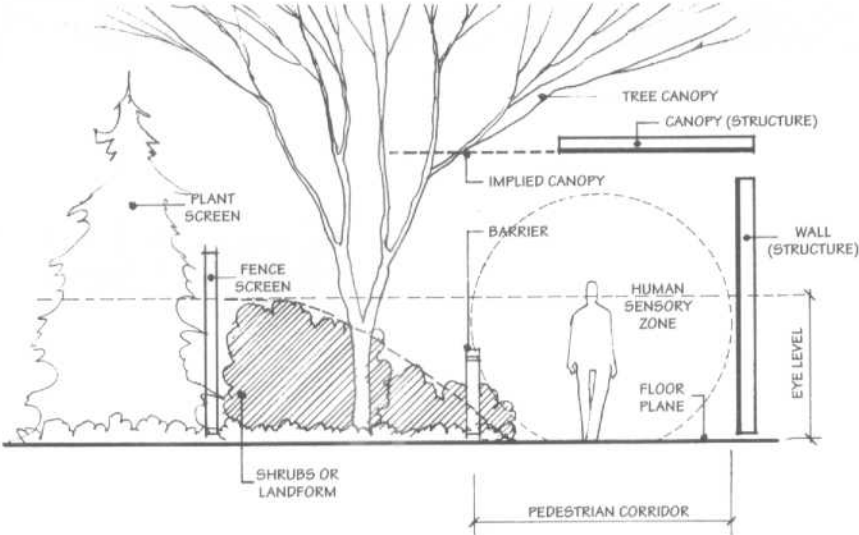 TREE CANOPY
CANOPY (STRUCTURE)
IMPLIED CANOPY
PLANT
SCREEN
BARRIER
WALL
(STRUCTURE)
FENCE
SCREEN
HUMAN
SENSORY
ZONE
EYE LEVEL
FLOOR
PLANE
SHRUBS OR
LANDFORM
PEDESTRIAN CORRIDOR